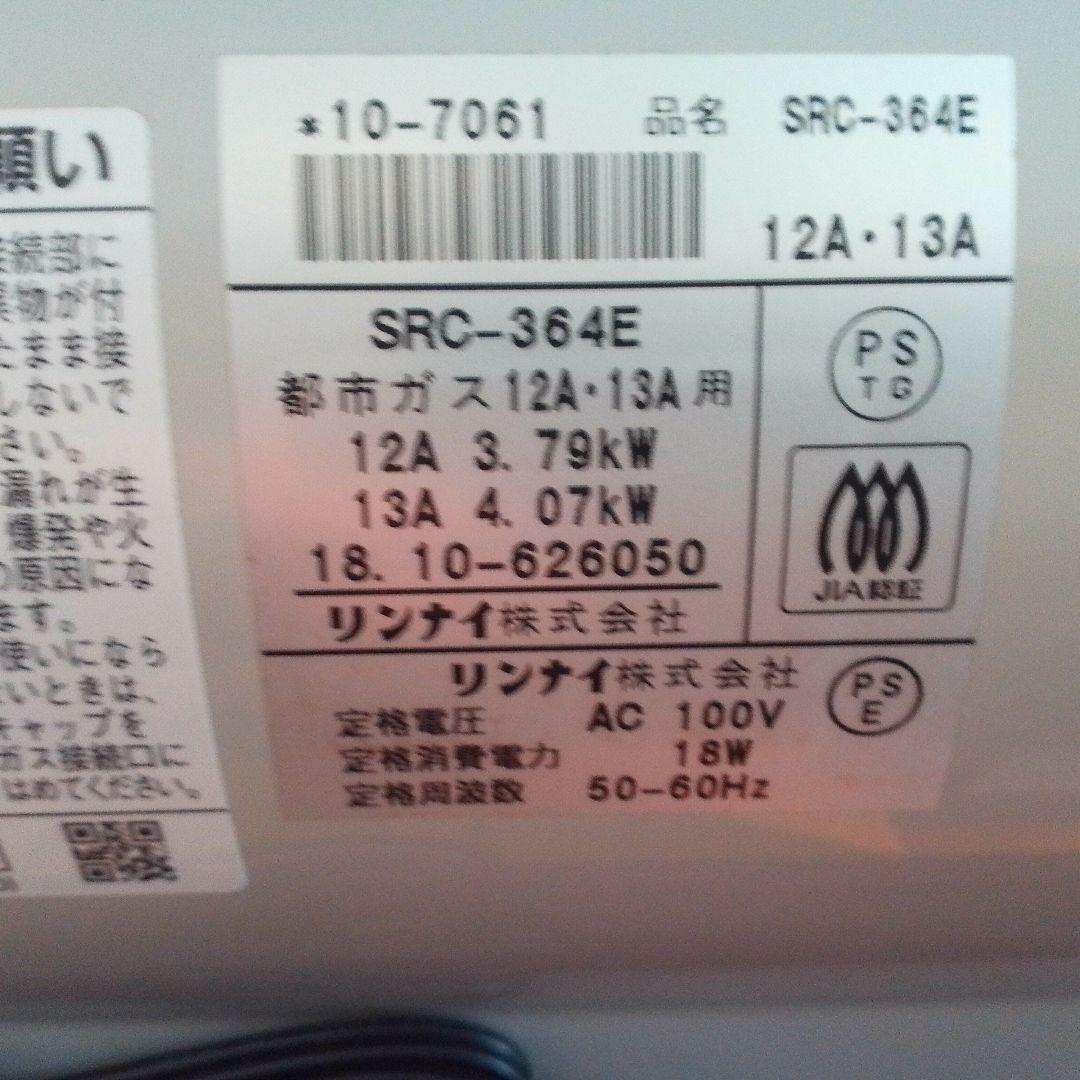 願い
接続部に
異物が付
たまま接
しないで
さい。
漏れが生
爆発や火
の原因にな
ます。
使いになら
いときは、
キャップを
ガス接続口に
はめてください。
*10-7061 品名 SRC-364E
12A・13A
SRC-364E
都市ガス12A・13A用
12A 3.79kW
13A 4.07kW
18.10-626050
リンナイ株式会社
PS
TG
JIA認証
リンナイ株式会社
定格電圧 AC 100V
定格消費電力 18W
定格周波数 50-60Hz
PS
E